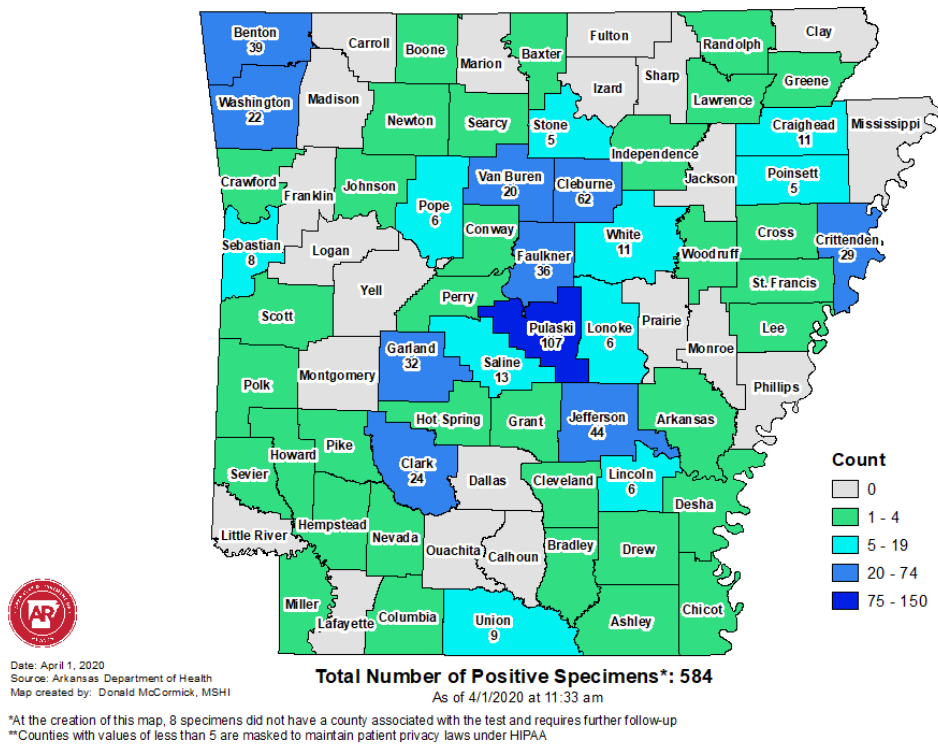 Benton
39
Carroll
Boone
Marion
Baxter
Fulton
Randolph
Clay
Izard
Sharp
Greene
Washington
22
Madison
Newton
Searcy
Stone
5
Lawrence
Craighead
11
Mississippi
Independence
Jackson
Poinsett
5
Crawford
Franklin
Johnson
Pope
6
Van Buren
20
Cleburne
62
Conway
White
11
Woodruff
Cross
Crittenden
29
Sebastian
8
Logan
Faulkner
36
St. Francis
Yell
Perry
Scott
Pulaski
107
Lonoke
6
Prairie
Monroe
Lee
Garland
32
Saline
13
Montgomery
Polk
Phillips
Hot Spring
Grant
Jefferson
44
Arkansas
Pike
Howard
Sevier
Clark
24
Dallas
Cleveland
Lincoln
6
Desha
Little River
Hempstead
Nevada
Ouachita
Calhoun
Bradley
Drew
Miller
Lafayette
Columbia
Union
9
Ashley
Chicot
Count
0
1 - 4
5 - 19
20 - 74
75 - 150
AR
Date: April 1, 2020
Source: Arkansas Department of Health
Map created by: Donald McCormick, MSHI
Total Number of Positive Specimens*: 584
As of 4/1/2020 at 11:33 am
*At the creation of this map, 8 specimens did not have a county associated with the test and requires further follow-up
**Counties with values of less than 5 are masked to maintain patient privacy laws under HIPAA